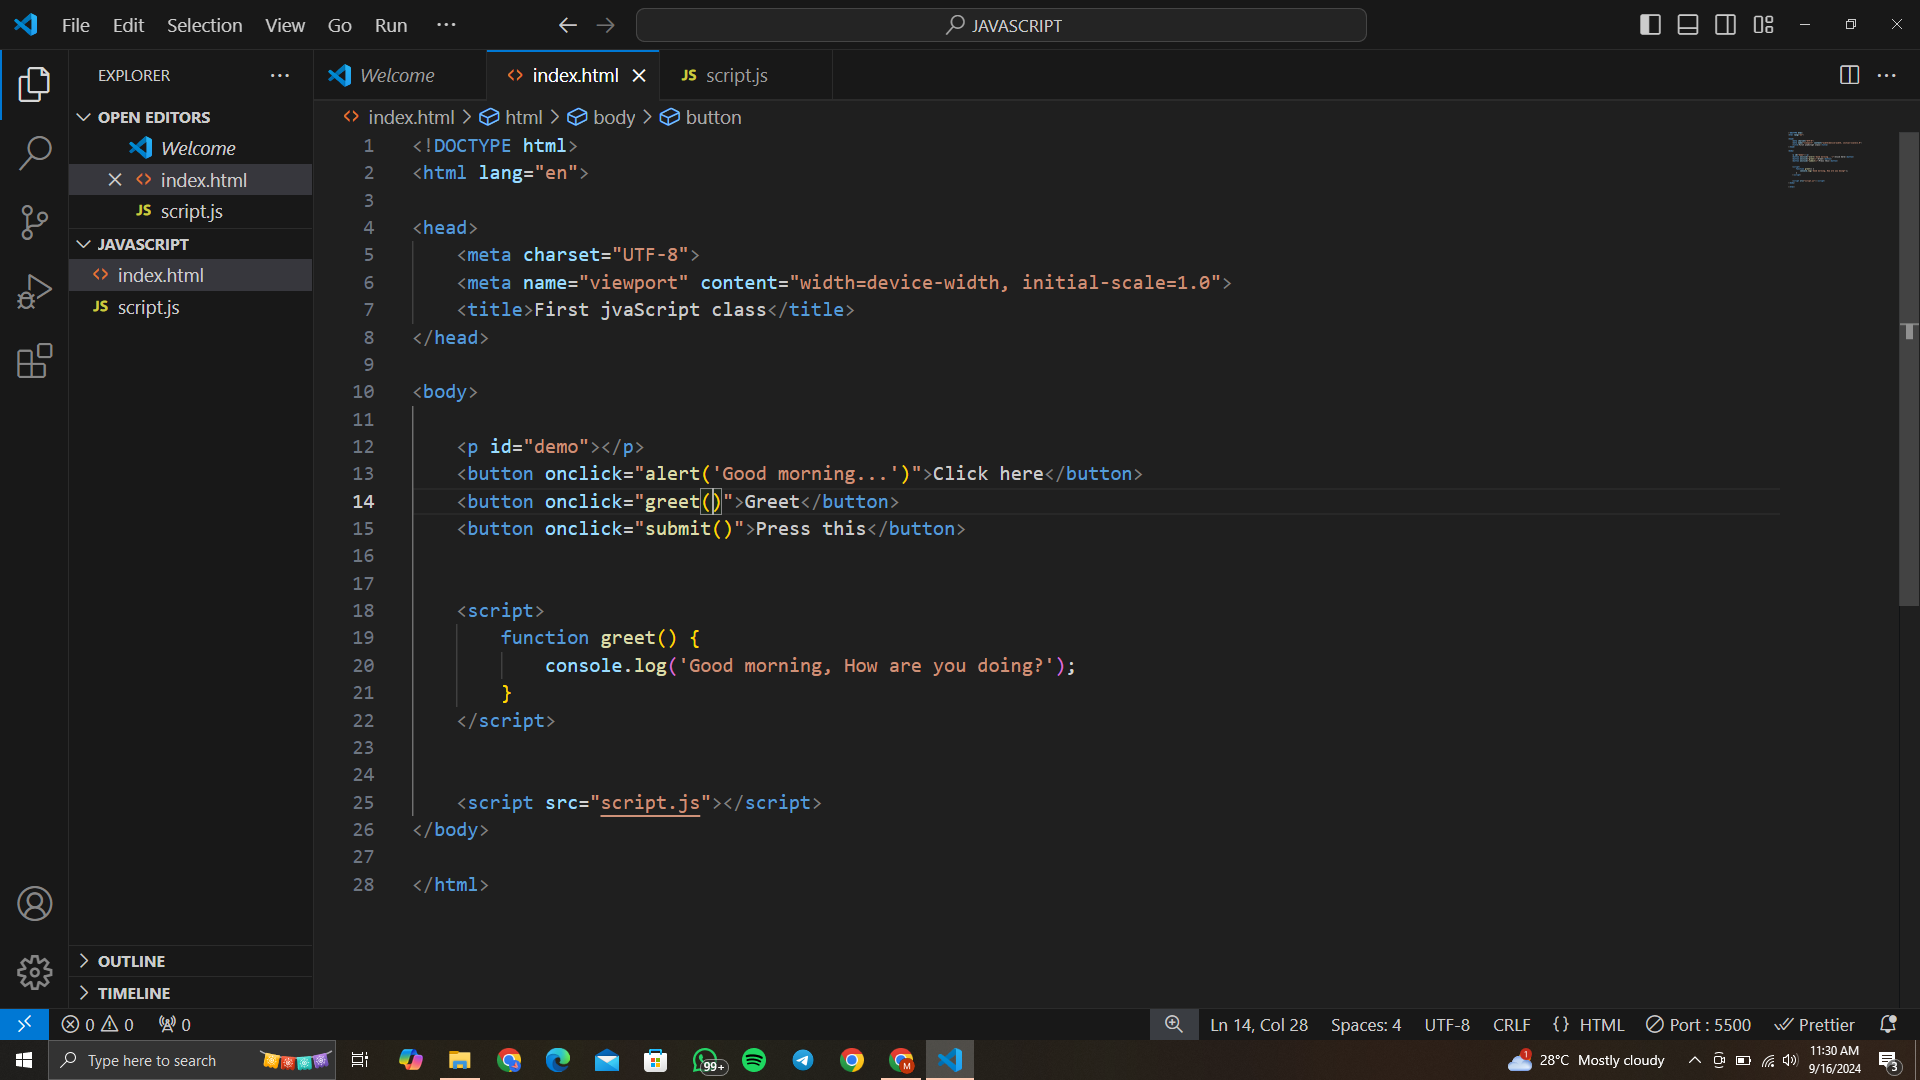 File Edit Selection View Go Run ··· JAVASCRIPT
EXPLORER ···
OPEN EDITORS
Welcome
index.html
JS script.js
JAVASCRIPT
index.html
JS script.js
OUTLINE
TIMELINE
Welcome index.html JS script.js
index.html > html > body > button
1 <!DOCTYPE html>
2 <html lang="en">
3
4 <head>
5     <meta charset="UTF-8">
6     <meta name="viewport" content="width=device-width, initial-scale=1.0">
7     <title>First jvaScript class</title>
8 </head>
9
10 <body>
11
12     <p id="demo"></p>
13     <button onclick="alert('Good morning...')">Click here</button>
14     <button onclick="greet()">Greet</button>
15     <button onclick="submit()">Press this</button>
16
17
18     <script>
19         function greet() {
20             console.log('Good morning, How are you doing?');
21         }
22     </script>
23
24
25     <script src="script.js"></script>
26 </body>
27
28 </html>
0 0 0 Ln 14, Col 28 Spaces: 4 UTF-8 CRLF {} HTML Port : 5500 Prettier
Type here to search 99+ M 1 28°C Mostly cloudy 11:30 AM
9/16/2024 3